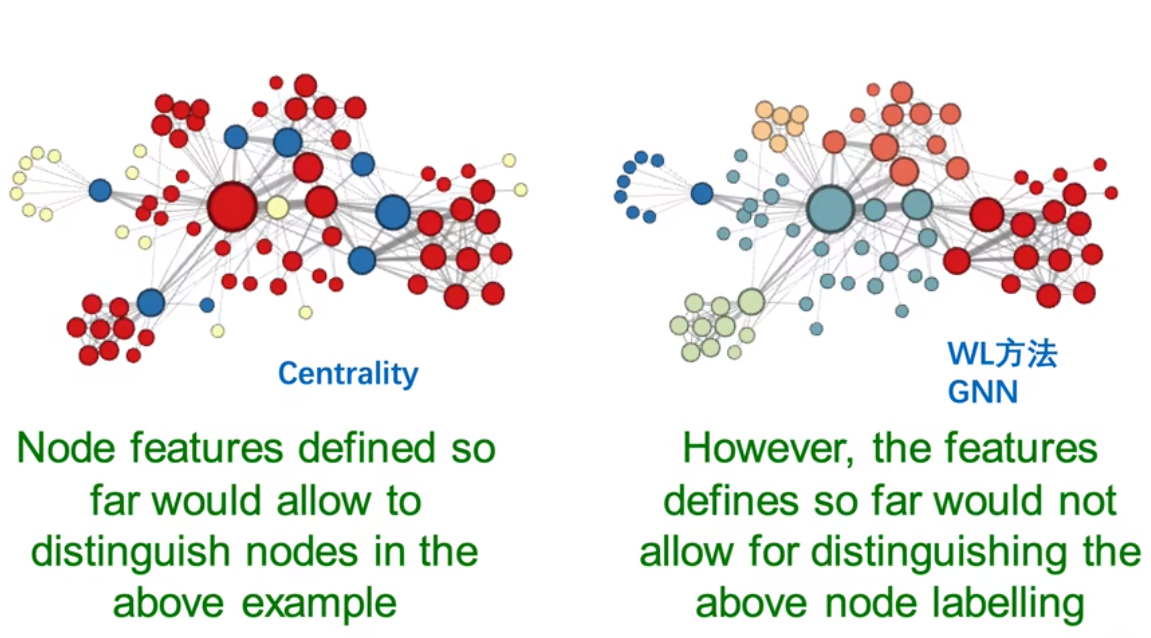 Centrality
Node features defined so
far would allow to
distinguish nodes in the
above example
WL方法
GNN
However, the features
defines so far would not
allow for distinguishing the
above node labelling